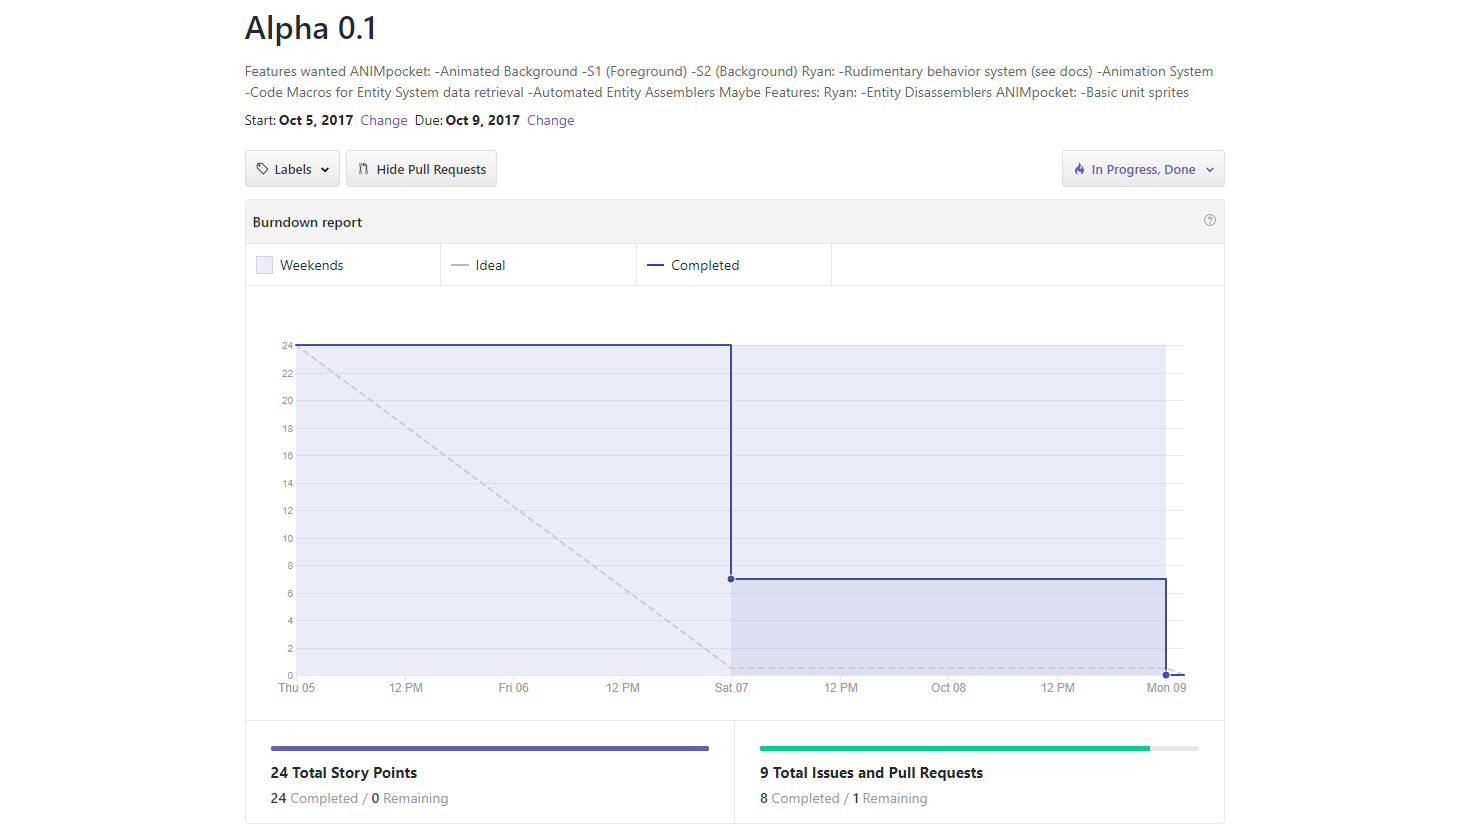 Alpha 0.1
Features wanted ANIMpocket: -Animated Background -S1 (Foreground) -S2 (Background) Ryan: -Rudimentary behavior system (see docs) -Animation System
-Code Macros for Entity System data retrieval -Automated Entity Assemblers Maybe Features: Ryan: -Entity Disassemblers ANIMpocket: -Basic unit sprites
Start: Oct 5, 2017 Change Due: Oct 9, 2017 Change
Labels Hide Pull Requests In Progress, Done
Burndown report
Weekends Ideal Completed
24
22
20
18
16
14
12
10
8
6
4
2
0
Thu 05 12 PM Fri 06 12 PM Sat 07 12 PM Oct 08 12 PM Mon 09
24 Total Story Points
24 Completed / 0 Remaining
9 Total Issues and Pull Requests
8 Completed / 1 Remaining